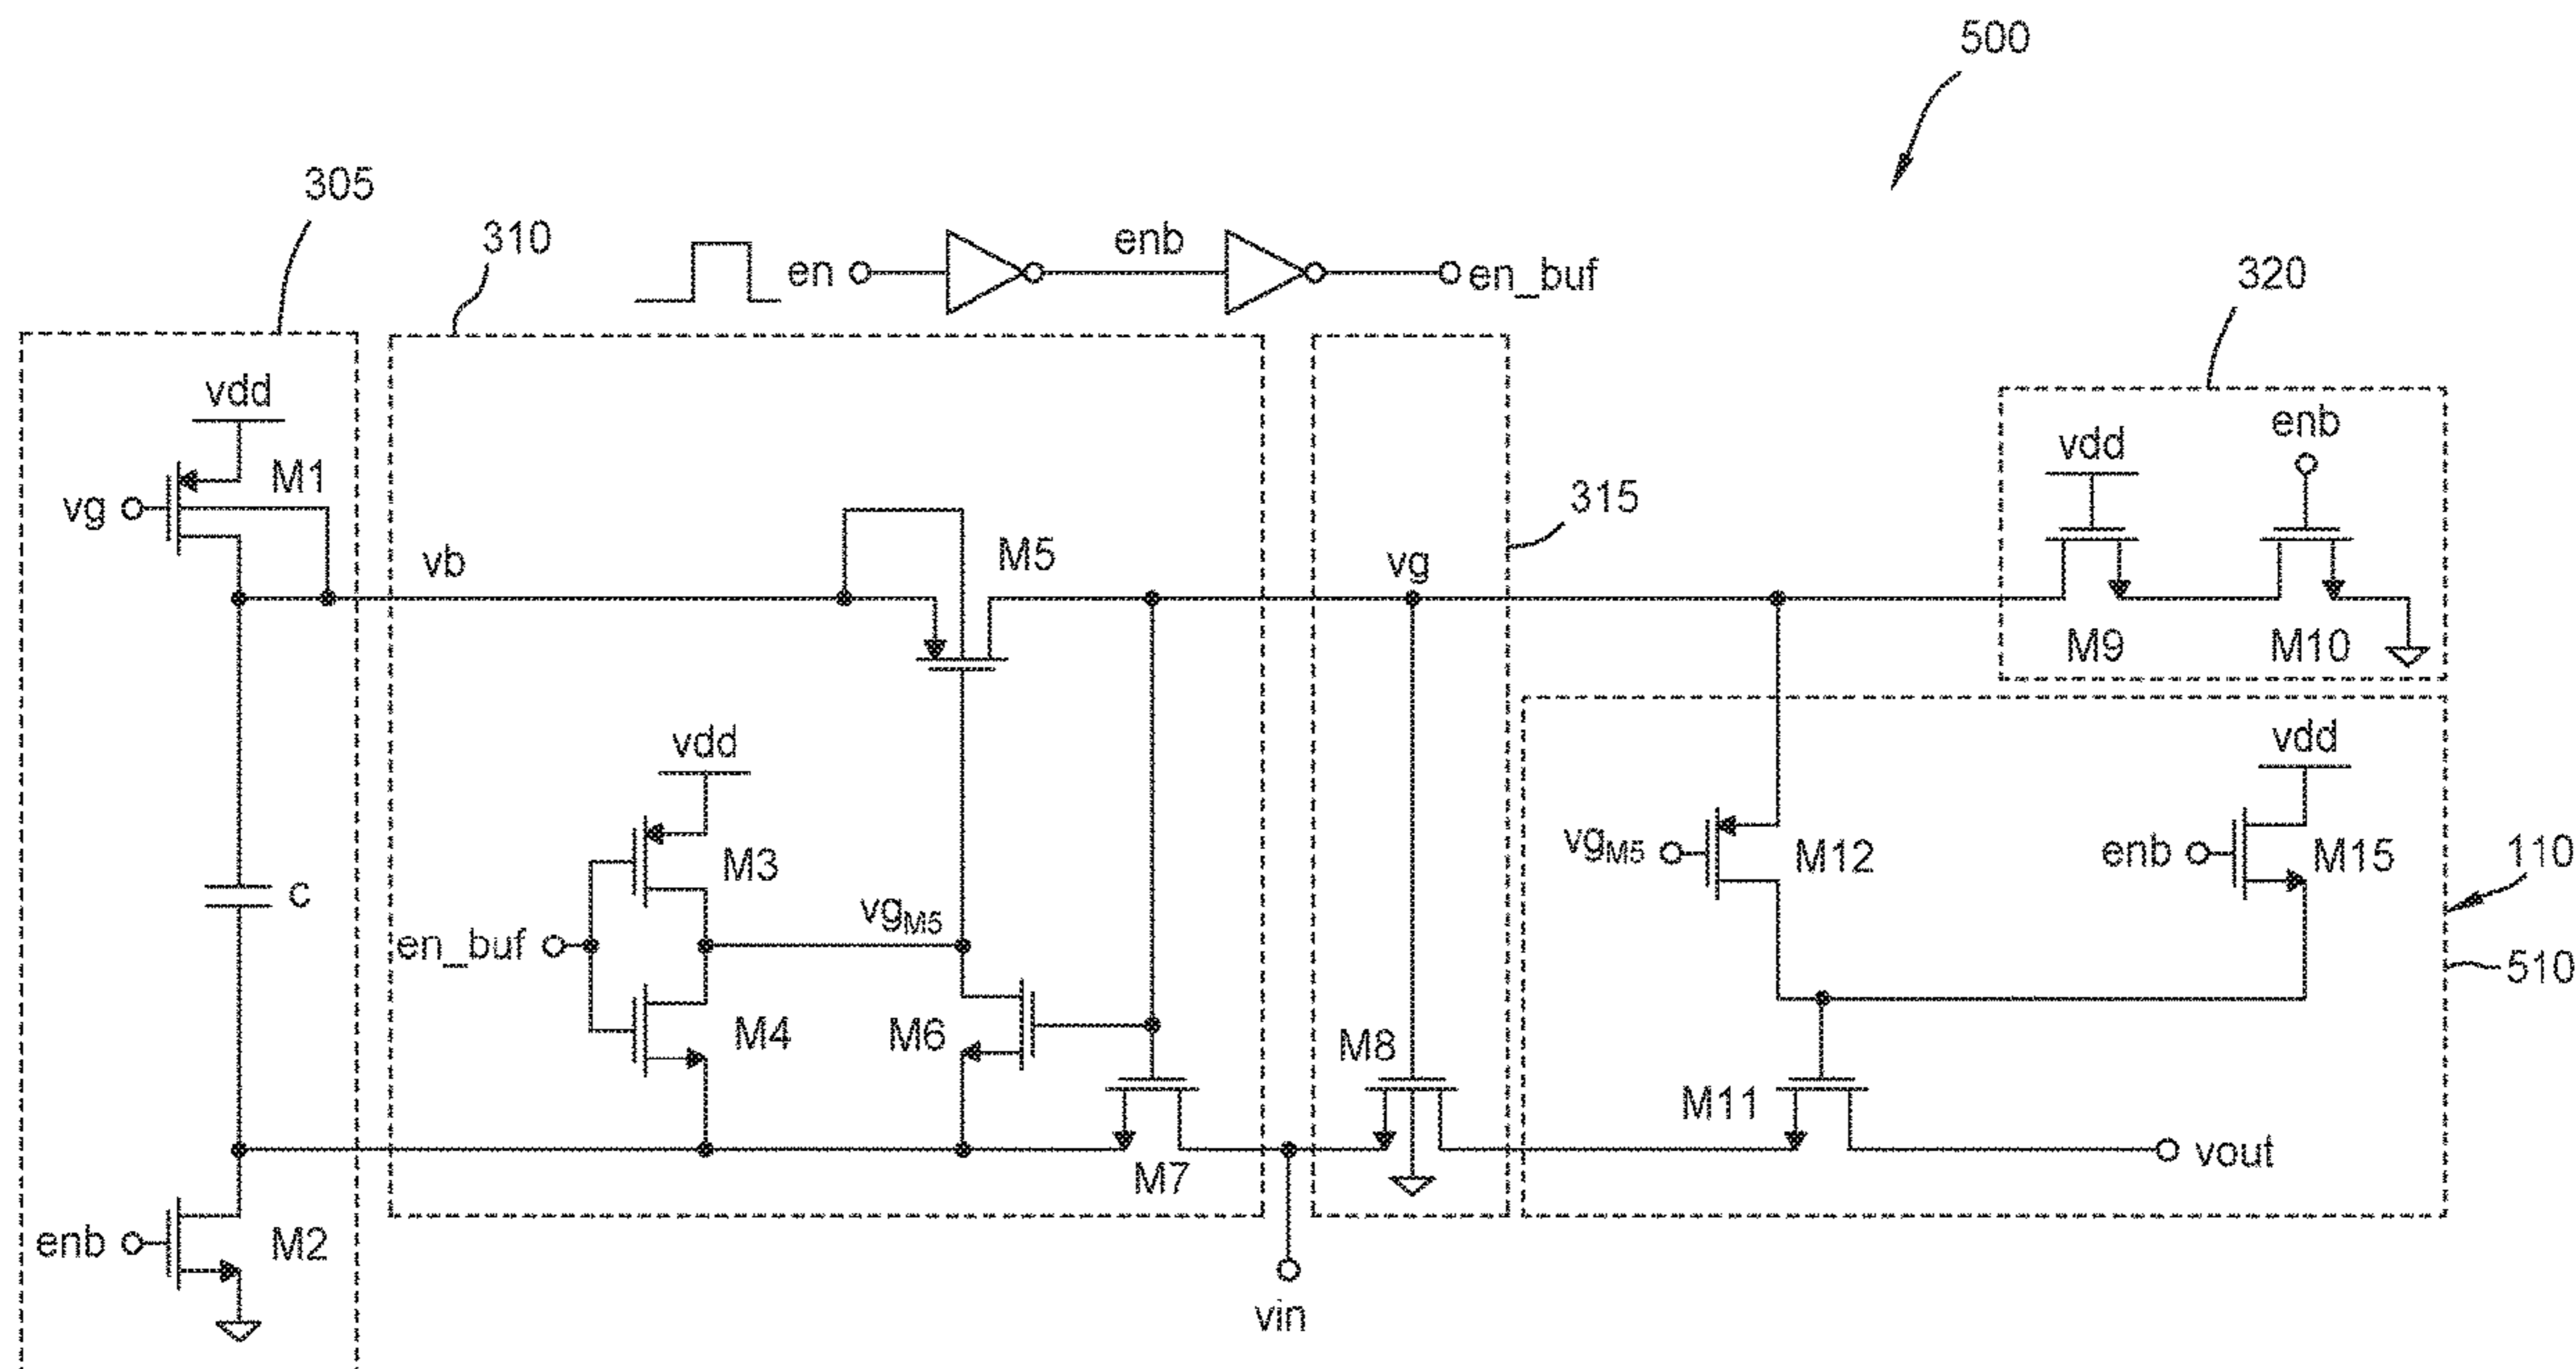 500
305
310
en
enb
en_buf
320
vdd
M1
vg
vb
M5
vg
315
vdd
enb
M9
M10
vdd
M3
en_buf
vgM5
M4
M6
M7
C
enb
M2
vin
M8
vgM5
M12
vdd
enb
M15
110
510
M11
vout